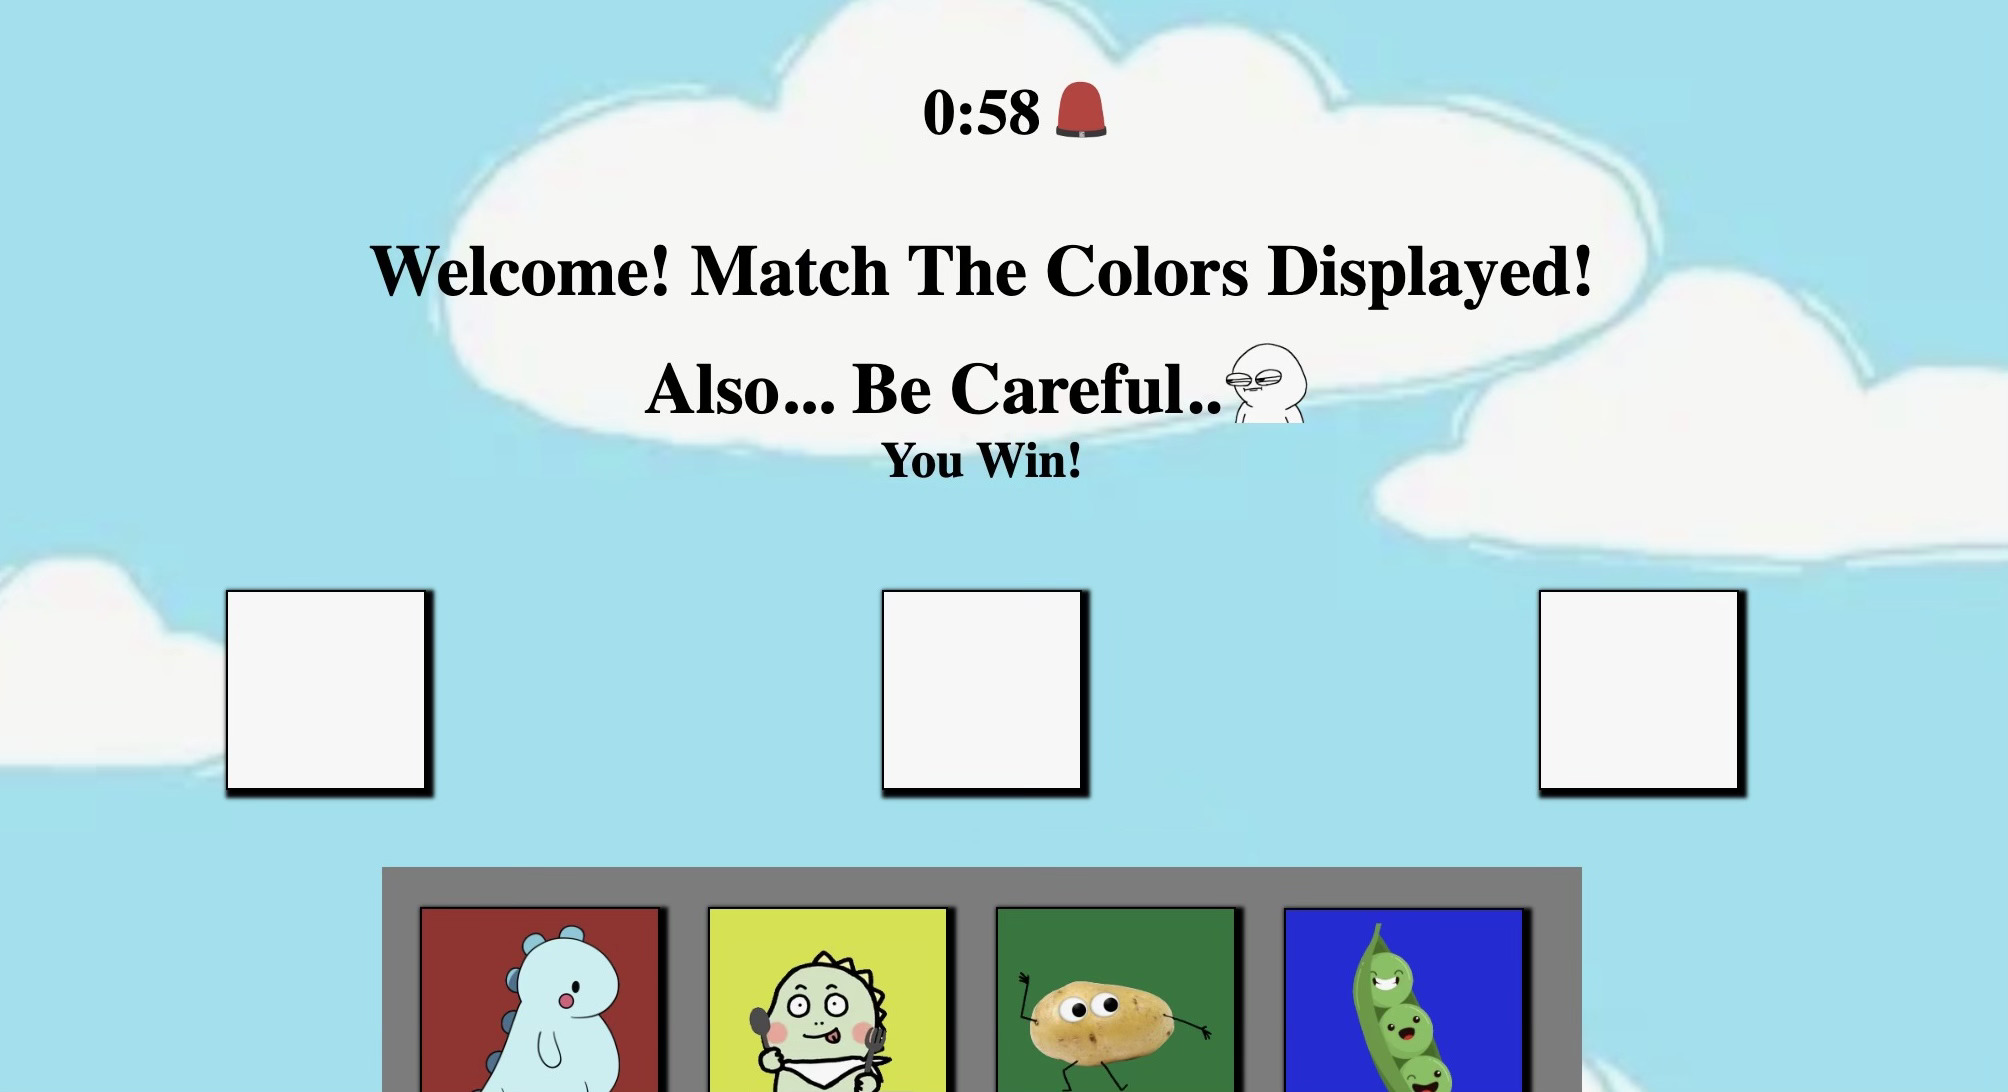 0:58
Welcome! Match The Colors Displayed!
Also... Be Careful..
You Win!